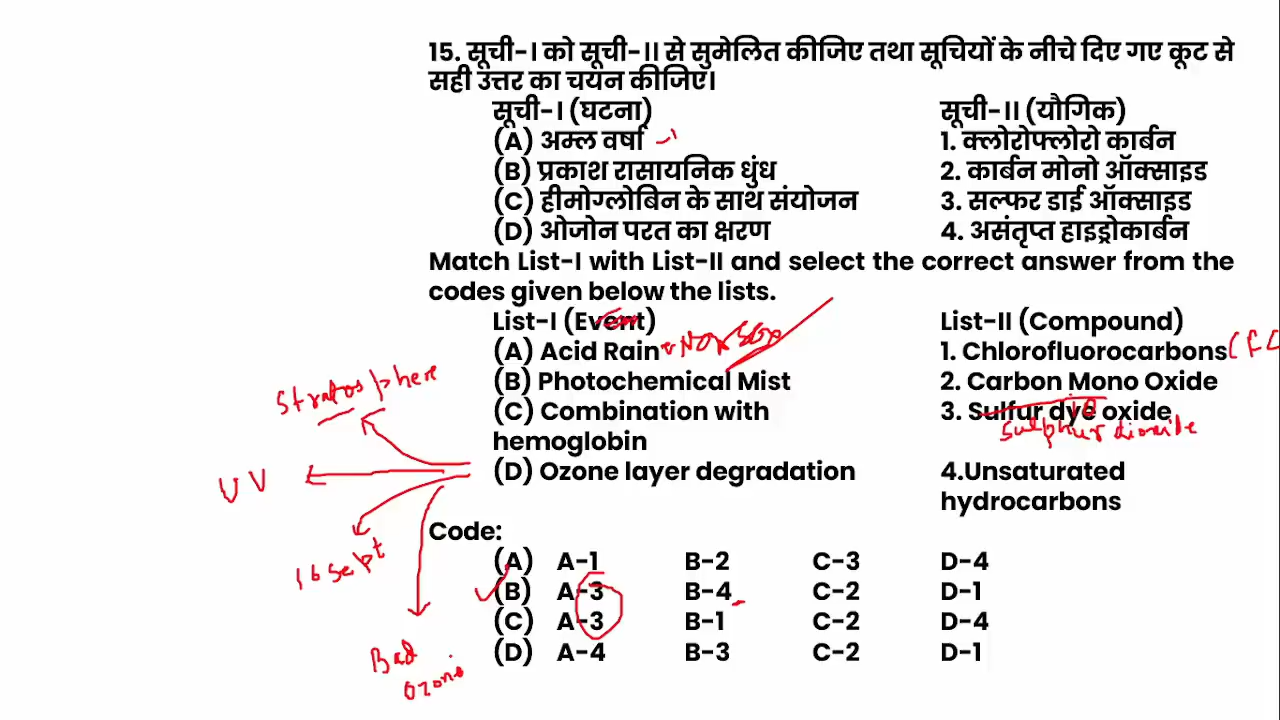 15. सूची-I को सूची-II से सुमेलित कीजिए तथा सूचियों के नीचे दिए गए कूट से
सही उत्तर का चयन कीजिए।
सूची-I (घटना) सूची-II (यौगिक)
(A) अम्ल वर्षा 1. क्लोरोफ्लोरो कार्बन
(B) प्रकाश रासायनिक धुंध 2. कार्बन मोनो ऑक्साइड
(C) हीमोग्लोबिन के साथ संयोजन 3. सल्फर डाई ऑक्साइड
(D) ओजोन परत का क्षरण 4. असंतृप्त हाइड्रोकार्बन
Match List-I with List-II and select the correct answer from the
codes given below the lists.
List-I (Event) List-II (Compound)
(A) Acid Rain NOx SOx 1. Chlorofluorocarbons (FC
(B) Photochemical Mist 2. Carbon Mono Oxide
(C) Combination with 3. Sulfur dye oxide
hemoglobin Sulphur dioxide
(D) Ozone layer degradation 4.Unsaturated
hydrocarbons
Stratosphere
UV
16 Sept
Bad
Ozone
Code:
(A) A-1 B-2 C-3 D-4
(B) A-3 B-4 C-2 D-1
(C) A-3 B-1 C-2 D-4
(D) A-4 B-3 C-2 D-1